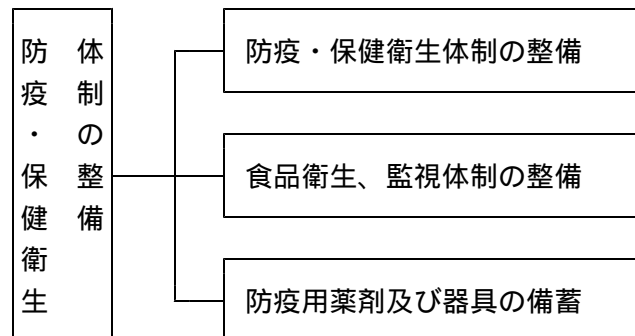 防疫・保健衛生
体制の整備
防疫・保健衛生体制の整備
食品衛生、監視体制の整備
防疫用薬剤及び器具の備蓄